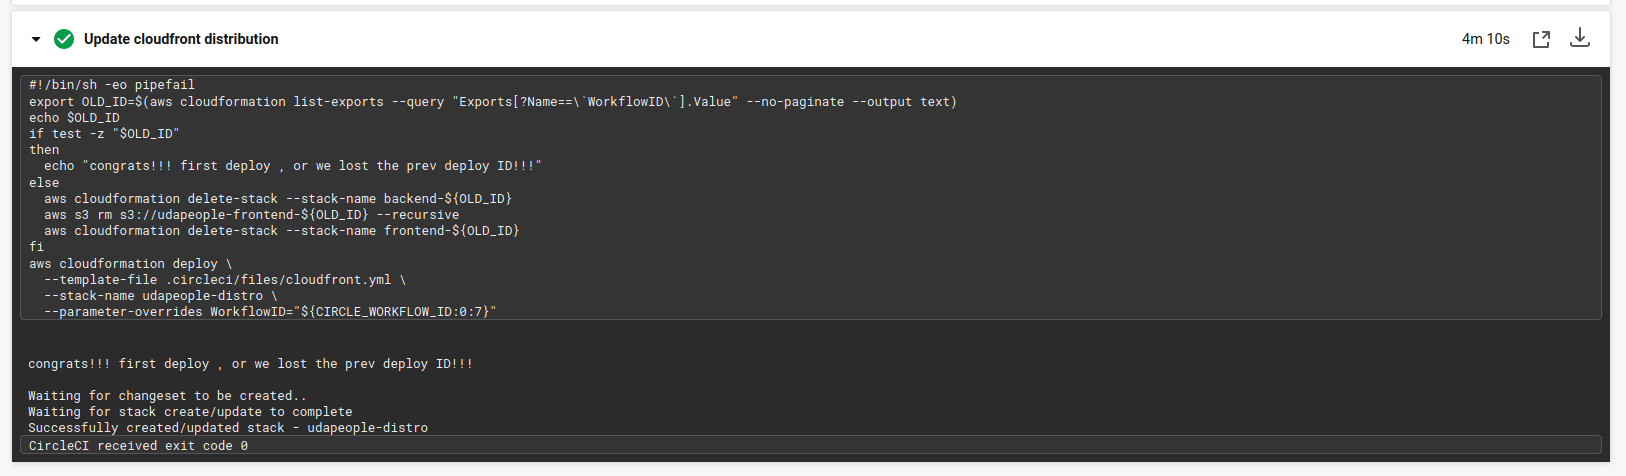 Update cloudfront distribution
4m 10s
#!/bin/sh -eo pipefail
export OLD_ID=$(aws cloudformation list-exports --query "Exports[?Name==\`WorkflowID\`].Value" --no-paginate --output text)
echo $OLD_ID
if test -z "$OLD_ID"
then
  echo "congrats!!! first deploy , or we lost the prev deploy ID!!!"
else
  aws cloudformation delete-stack --stack-name backend-${OLD_ID}
  aws s3 rm s3://udapeople-frontend-${OLD_ID} --recursive
  aws cloudformation delete-stack --stack-name frontend-${OLD_ID}
fi
aws cloudformation deploy \
  --template-file .circleci/files/cloudfront.yml \
  --stack-name udapeople-distro \
  --parameter-overrides WorkflowID="${CIRCLE_WORKFLOW_ID:0:7}"
congrats!!! first deploy , or we lost the prev deploy ID!!!
Waiting for changeset to be created..
Waiting for stack create/update to complete
Successfully created/updated stack - udapeople-distro
CircleCI received exit code 0